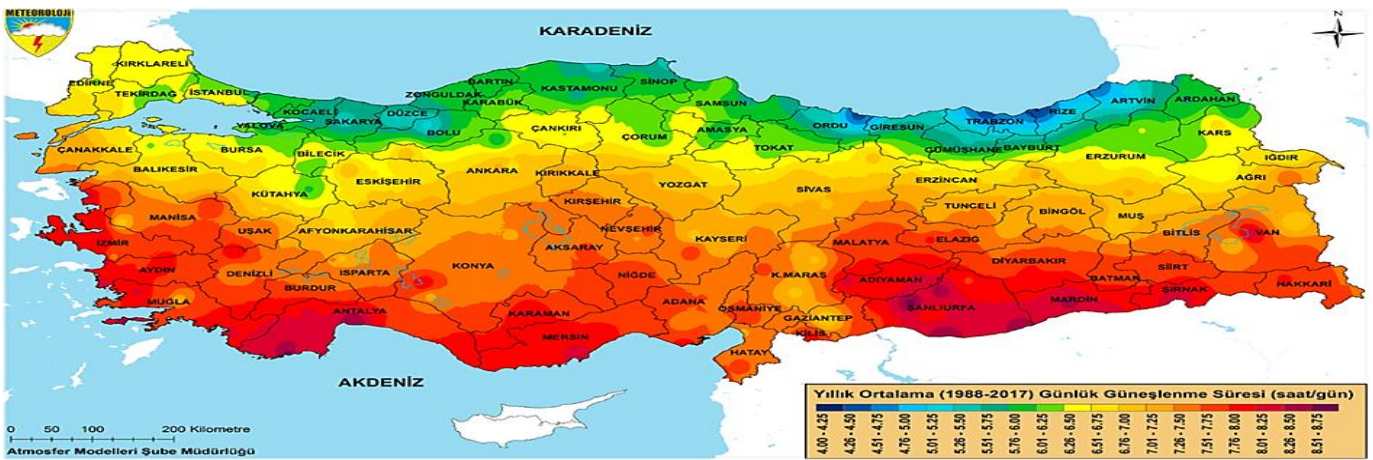 METEOROLOJİ
KARADENİZ
Z
KIRKLARELİ
EDİRNE
TEKİRDAĞ
İSTANBUL
KOCAELİ
YALOVA
SAKARYA
DÜZCE
ZONGULDAK
BARTIN
KARABÜK
KASTAMONU
SİNOP
BOLU
SAMSUN
ÇANKIRI
ÇORUM
AMASYA
TOKAT
ORDU
GİRESUN
TRABZON
RİZE
ARTVİN
ARDAHAN
GÜMÜŞHANE
BAYBURT
KARS
ERZURUM
IĞDIR
AĞRI
ÇANAKKALE
BURSA
BİLECİK
BALIKESİR
ESKİŞEHİR
KÜTAHYA
ANKARA
KIRIKKALE
YOZGAT
SİVAS
ERZİNCAN
TUNCELİ
BİNGÖL
MUŞ
MANİSA
UŞAK
AFYONKARAHİSAR
KIRŞEHİR
NEVŞEHİR
AKSARAY
KAYSERİ
MALATYA
ELAZIĞ
BİTLİS
VAN
İZMİR
AYDIN
DENİZLİ
ISPARTA
BURDUR
KONYA
NİĞDE
K.MARAŞ
ADIYAMAN
DİYARBAKIR
BATMAN
SİİRT
ŞIRNAK
HAKKARİ
MUĞLA
ANTALYA
KARAMAN
MERSİN
ADANA
OSMANİYE
GAZİANTEP
KİLİS
ŞANLIURFA
MARDİN
HATAY
AKDENİZ
0 50 100 200 Kilometre
Atmosfer Modelleri Şube Müdürlüğü
Yıllık Ortalama (1988-2017) Günlük Güneşlenme Süresi (saat/gün)
4.00 - 4.25
4.26 - 4.50
4.51 - 4.75
4.76 - 5.00
5.01 - 5.25
5.26 - 5.50
5.51 - 5.75
5.76 - 6.00
6.01 - 6.25
6.26 - 6.50
6.51 - 6.75
6.76 - 7.00
7.01 - 7.25
7.26 - 7.50
7.51 - 7.75
7.76 - 8.00
8.01 - 8.25
8.26 - 8.50
8.51 - 8.75